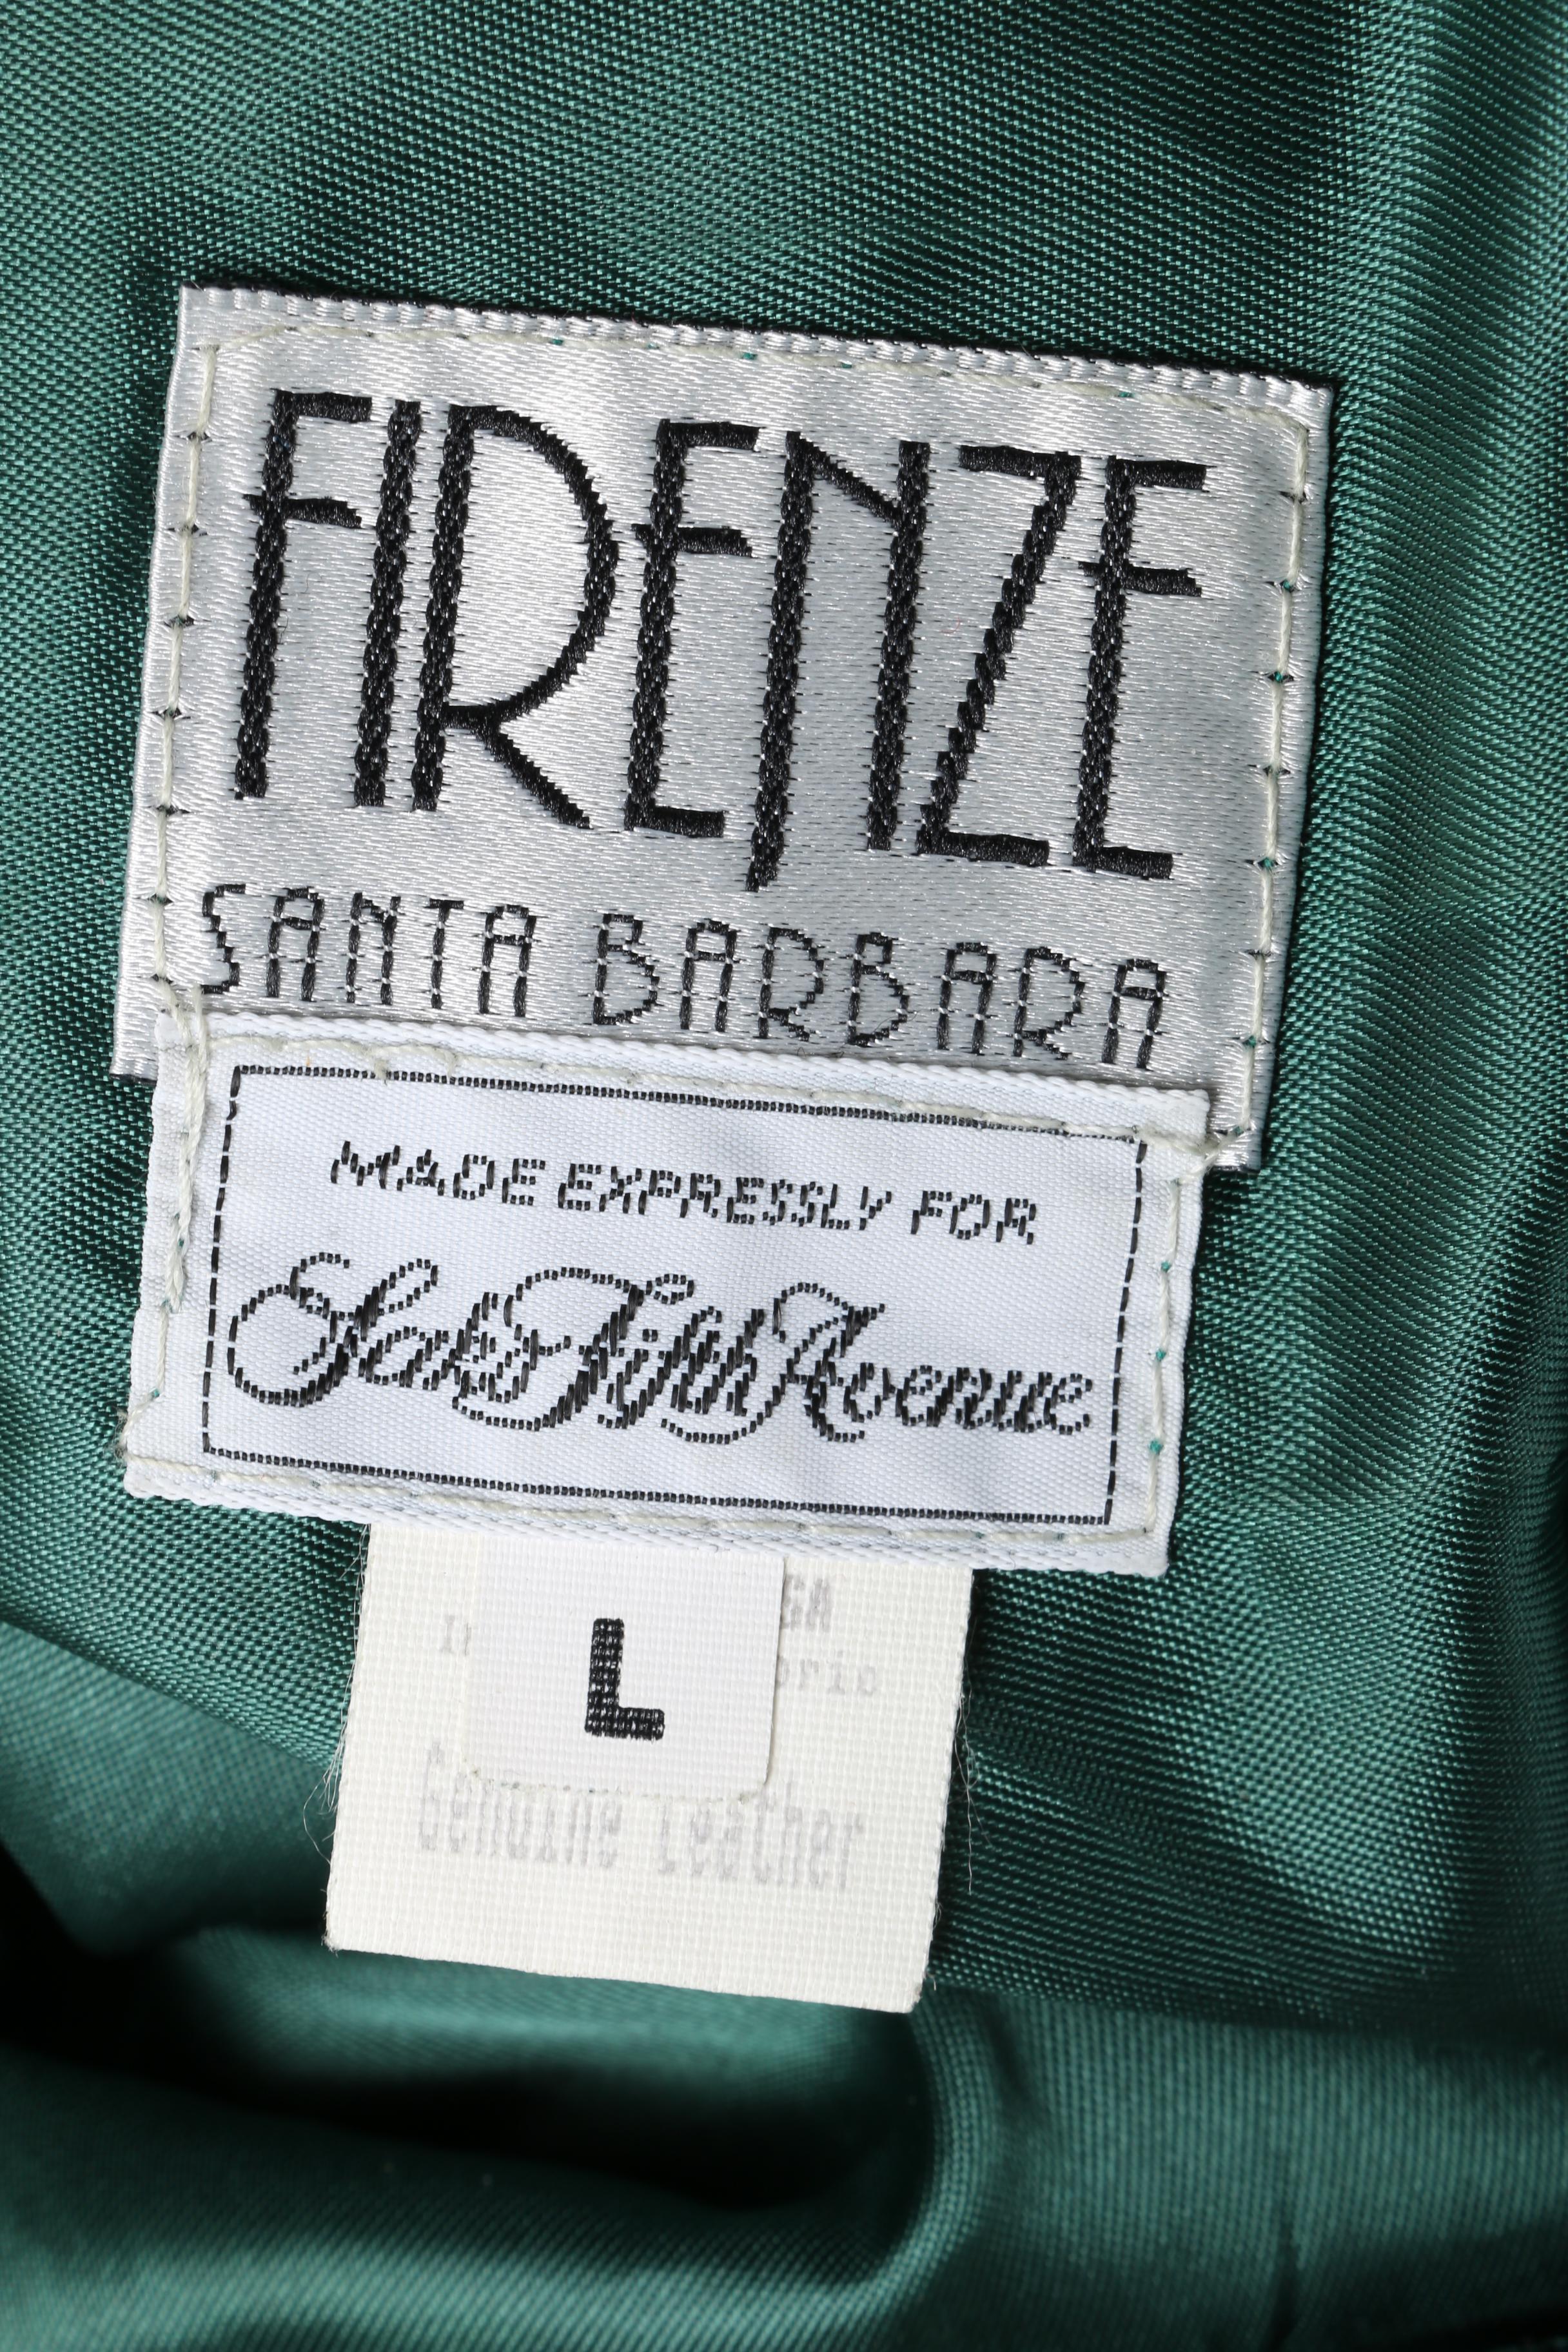 FIRENZE
SANTA BARBARA
MADE EXPRESSLY FOR
Saks Fifth Avenue
L
Genuine Leather